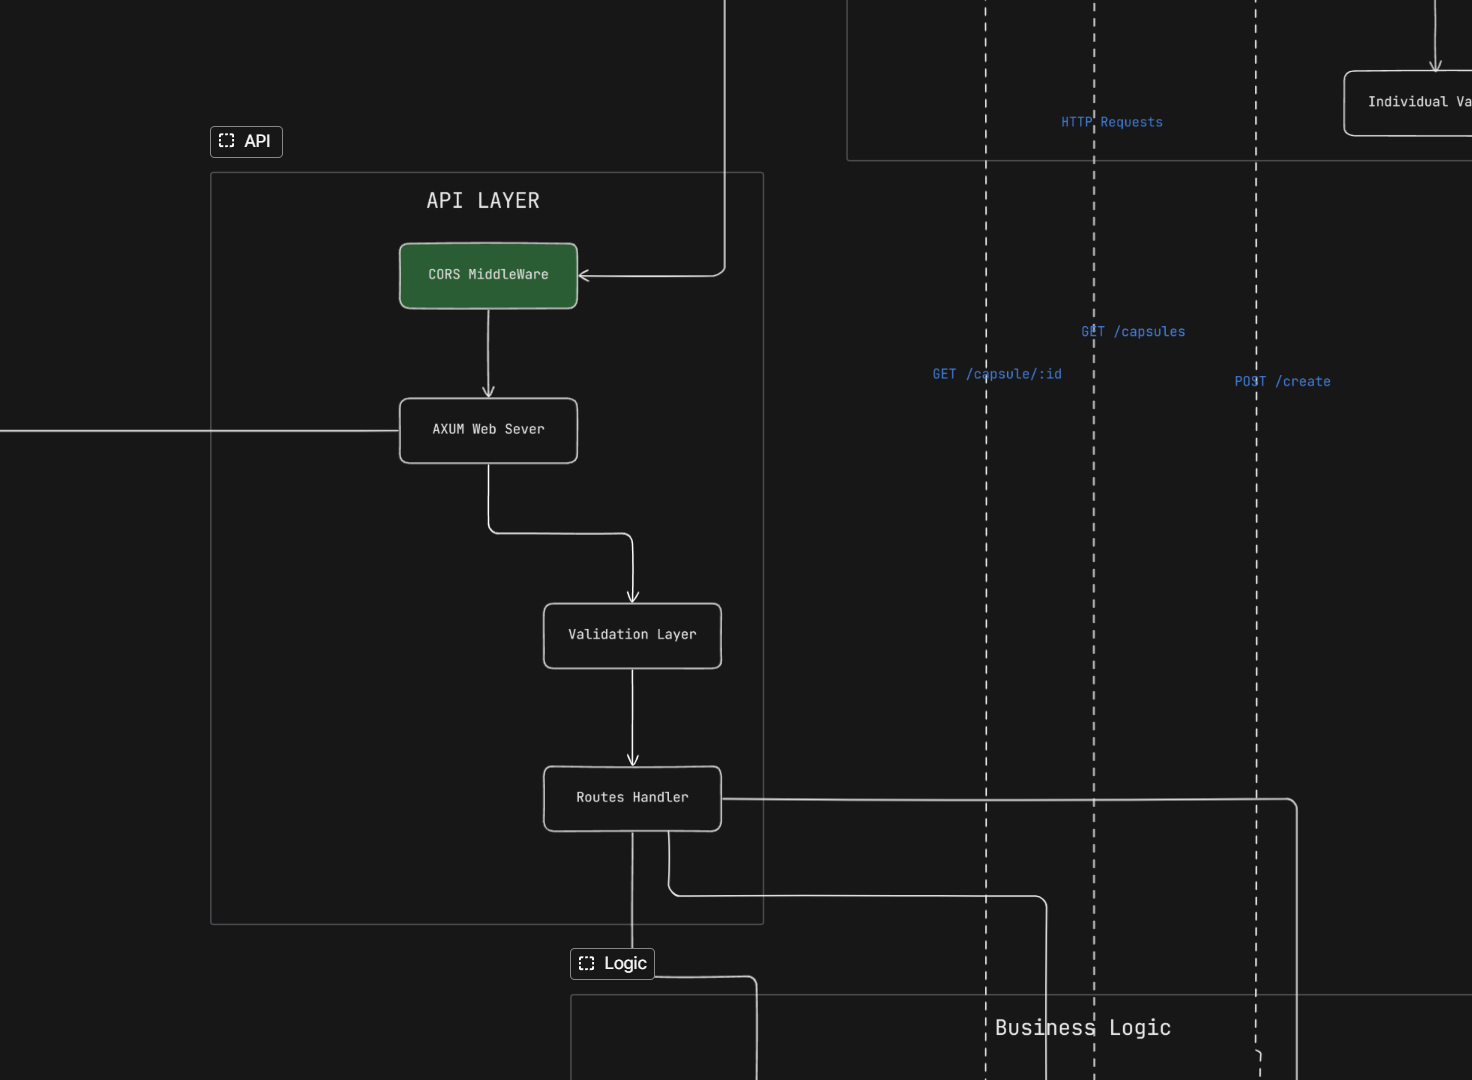 Individual Va
HTTP Requests
API
API LAYER
CORS MiddleWare
GET /capsules
GET /capsule/:id
POST /create
AXUM Web Sever
Validation Layer
Routes Handler
Logic
Business Logic